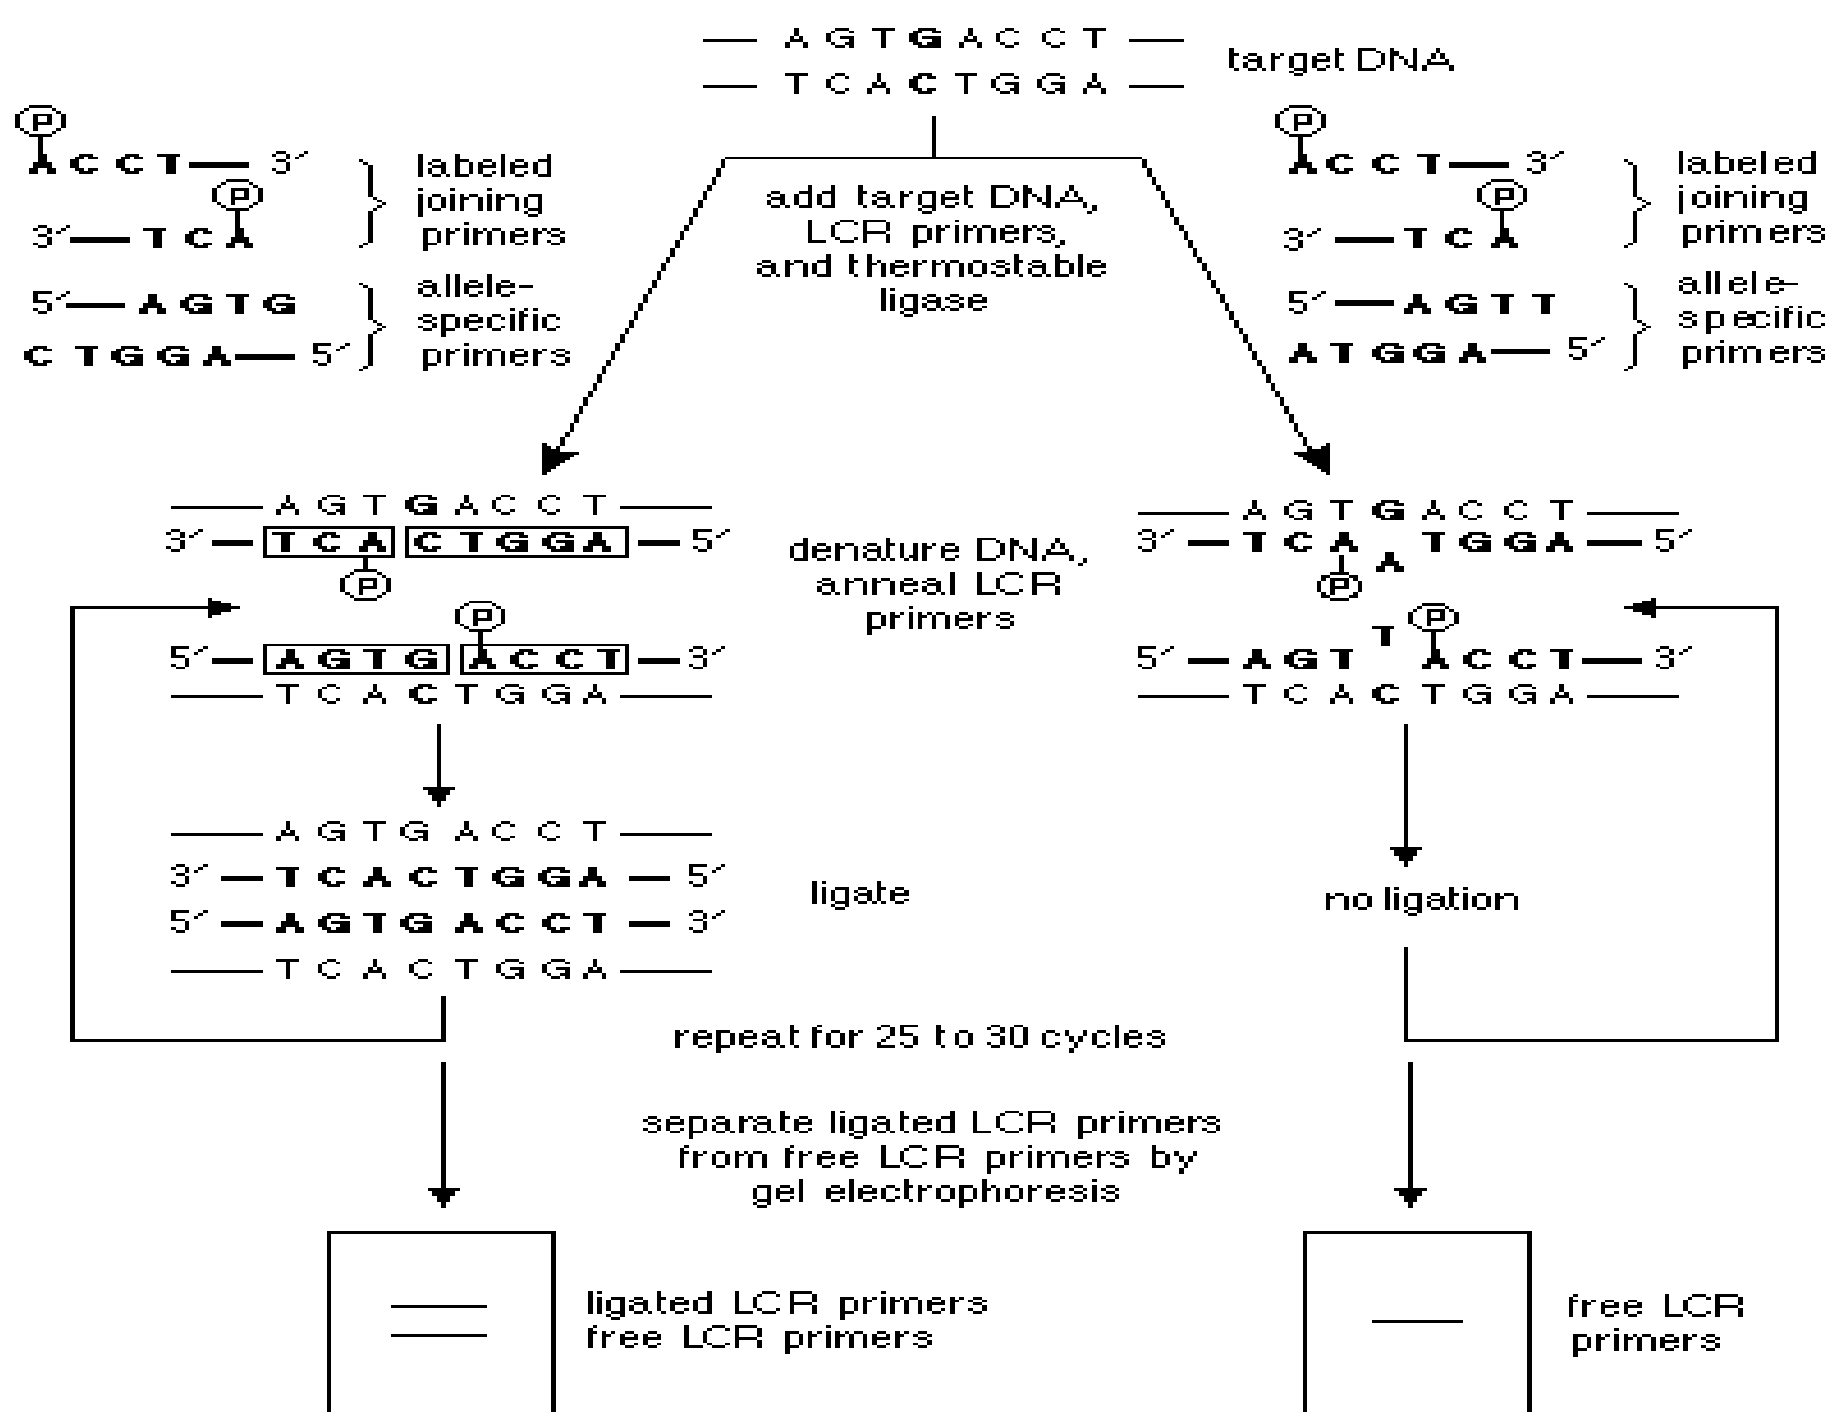 — A G T G A C C T —
— T C A C T G G A —
target DNA
P
A C C T — 3′
P
3′ — T C A
labeled
joining
primers
5′ — A G T G
C T G G A — 5′
allele-
specific
primers
add target DNA,
LCR primers,
and thermostable
ligase
P
A C C T — 3′
P
3′ — T C A
labeled
joining
primers
5′ — A G T T
A T G G A — 5′
allele-
specific
primers
— A G T G A C C T —
3′ — T C A C T G G A — 5′
P
P
5′ — A G T G A C C T — 3′
— T C A C T G G A —
denature DNA,
anneal LCR
primers
— A G T G A C C T —
3′ — T C A A T G G A — 5′
P
P
5′ — A G T T A C C T — 3′
— T C A C T G G A —
— A G T G A C C T —
3′ — T C A C T G G A — 5′
5′ — A G T G A C C T — 3′
— T C A C T G G A —
ligate
no ligation
repeat for 25 to 30 cycles
separate ligated LCR primers
from free LCR primers by
gel electrophoresis
ligated LCR primers
free LCR primers
free LCR
primers